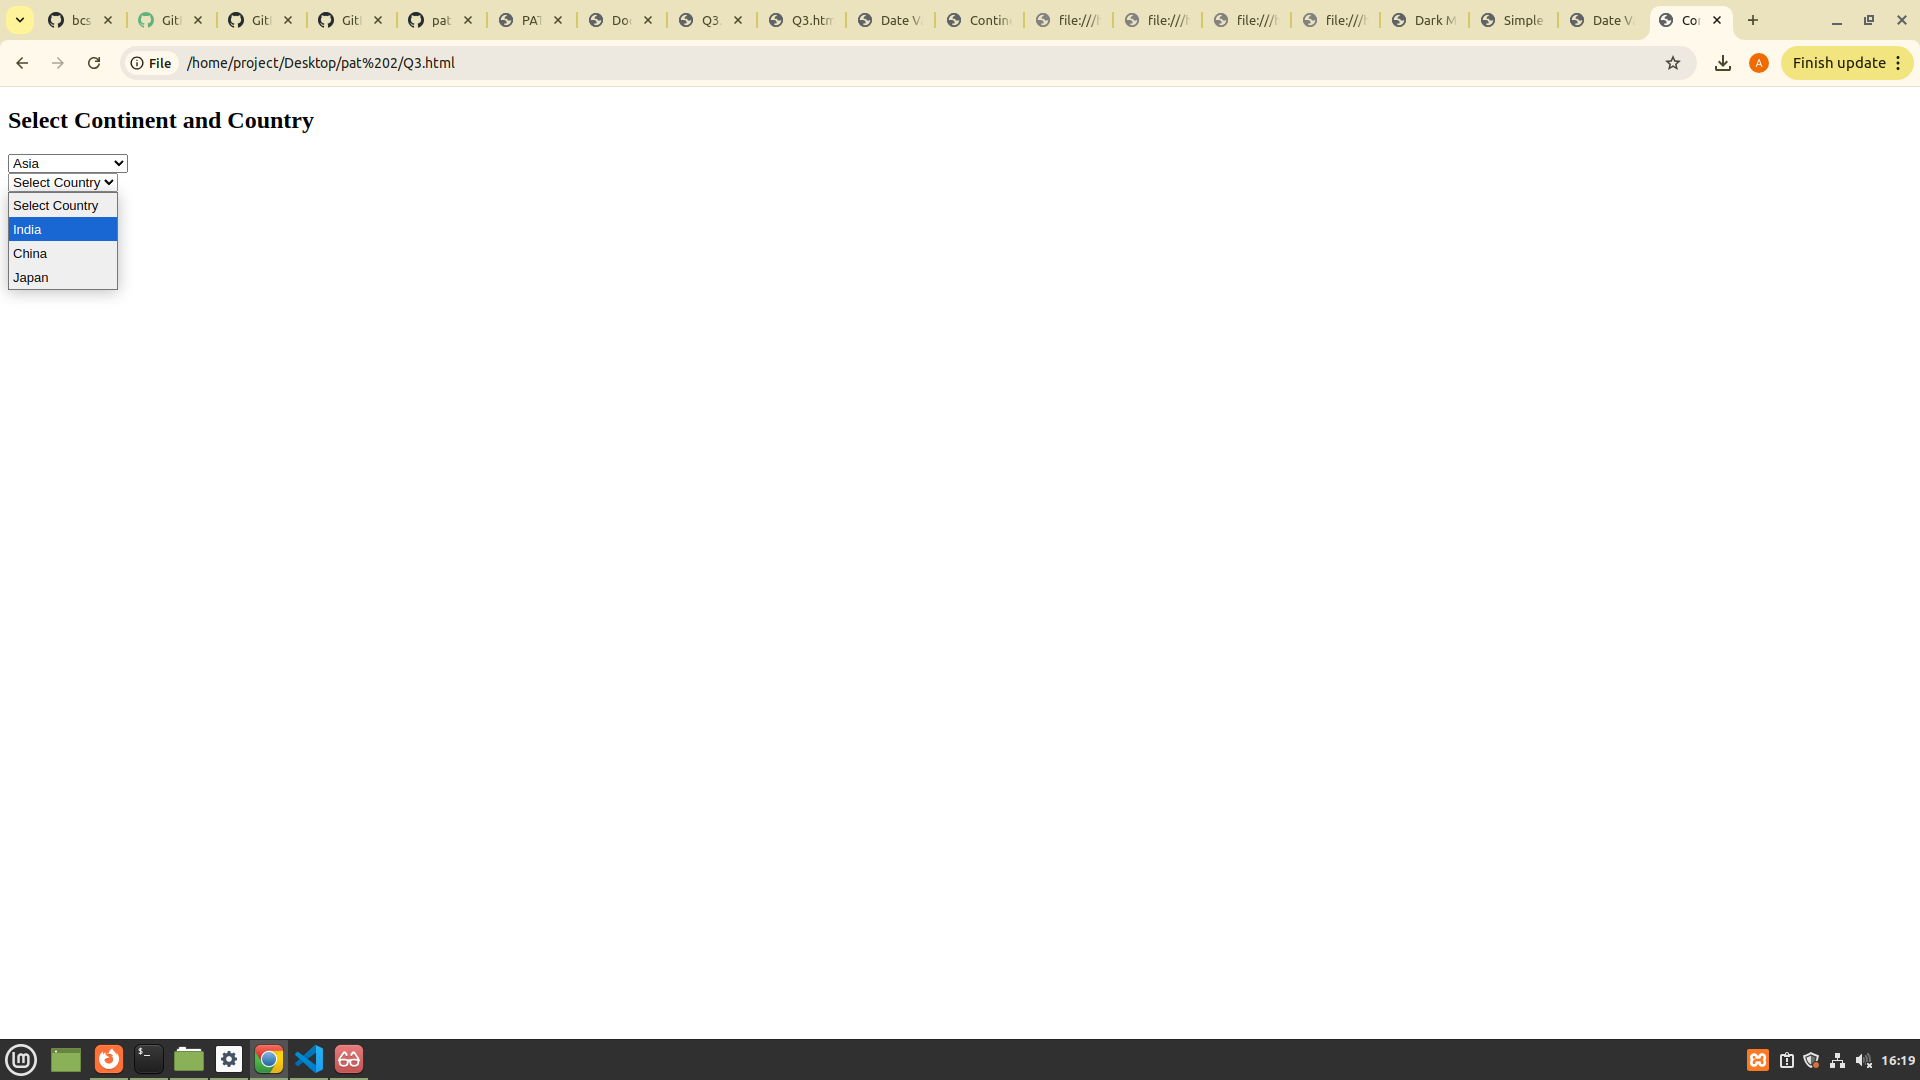 bcs
Git
Git
Git
pat
PAT
Doc
Q3.
Q3.htm
Date V
Contin
file:///h
file:///h
file:///h
file:///h
Dark M
Simple
Date V
Cor
File /home/project/Desktop/pat%202/Q3.html
A
Finish update
Select Continent and Country
Asia
Select Country
Select Country
India
China
Japan
16:19